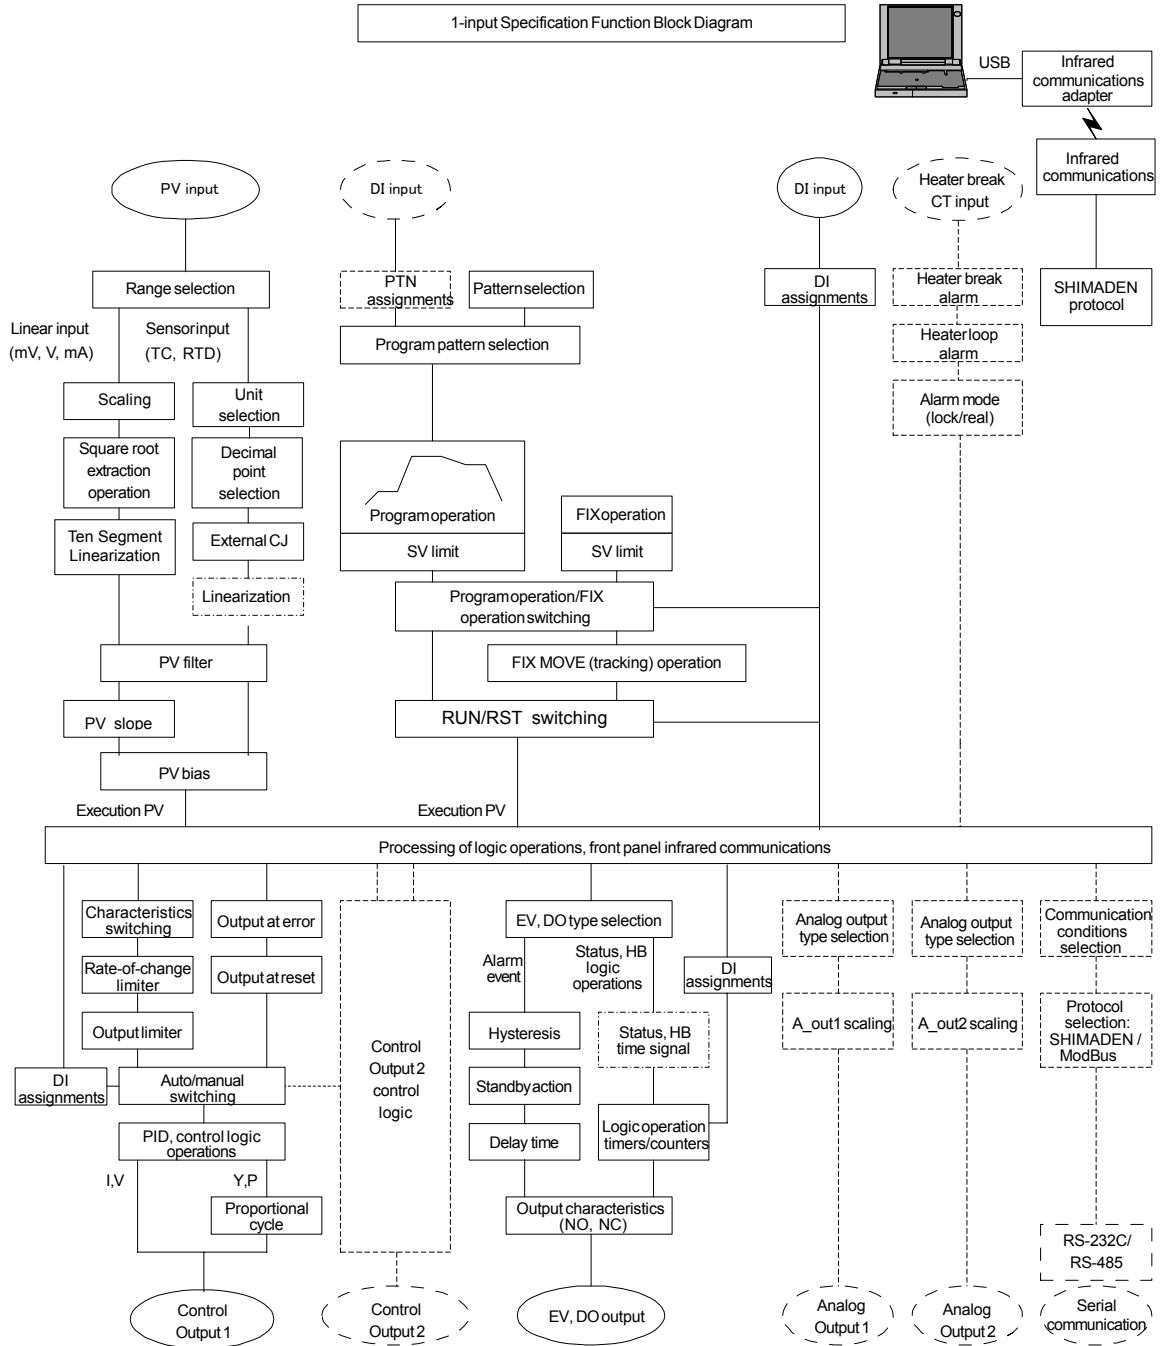 1-input Specification Function Block Diagram
USB
Infrared
communications
adapter
Infrared
communications
SHIMADEN
protocol
PV input
DI input
DI input
Heater break
CT input
Range selection
PTN
assignments
Pattern selection
DI
assignments
Heater break
alarm
Linear input
(mV, V, mA)
Sensor input
(TC, RTD)
Program pattern selection
Heater loop
alarm
Scaling
Unit
selection
Alarm mode
(lock/real)
Square root
extraction
operation
Decimal
point
selection
Program operation
SV limit
FIX operation
SV limit
Ten Segment
Linearization
External CJ
Linearization
Program operation/FIX
operation switching
PV filter
FIX MOVE (tracking) operation
PV slope
RUN/RST switching
PV bias
Execution PV
Execution PV
Processing of logic operations, front panel infrared communications
Characteristics
switching
Output at error
EV, DO type selection
Analog output
type selection
Analog output
type selection
Communication
conditions
selection
Rate-of-change
limiter
Output at reset
Alarm
event
Status, HB
logic
operations
DI
assignments
Output limiter
Control
Output 2
control
logic
Hysteresis
Status, HB
time signal
A_out1 scaling
A_out2 scaling
Protocol
selection:
SHIMADEN /
ModBus
DI
assignments
Auto/manual
switching
Standby action
PID, control logic
operations
Delay time
Logic operation
timers/counters
I,V
Y,P
Proportional
cycle
Output characteristics
(NO, NC)
RS-232C/
RS-485
Control
Output 1
Control
Output 2
EV, DO output
Analog
Output 1
Analog
Output 2
Serial
communication